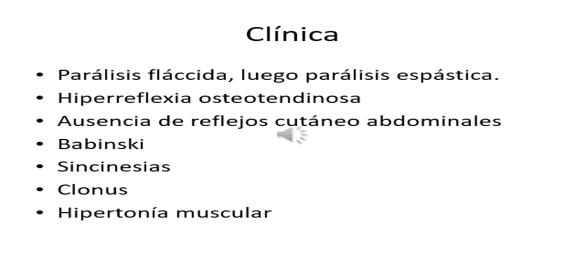 Clínica
• Parálisis fláccida, luego parálisis espástica.
• Hiperreflexia osteotendinosa
• Ausencia de reflejos cutáneo abdominales
• Babinski
• Sincinesias
• Clonus
• Hipertonía muscular